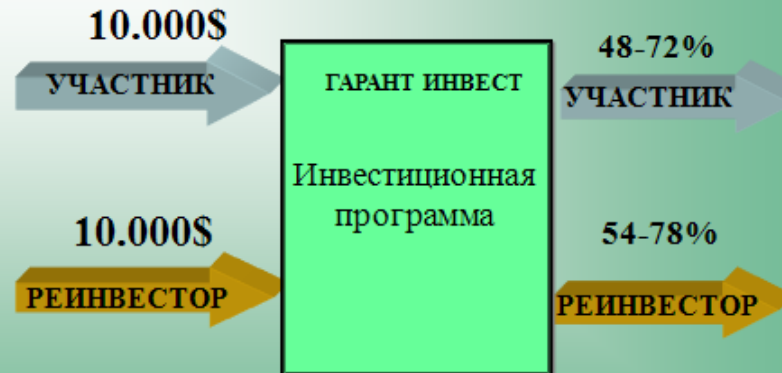 10.000$
УЧАСТНИК
ГАРАНТ ИНВЕСТ
48-72%
УЧАСТНИК
Инвестиционная
программа
10.000$
РЕИНВЕСТОР
54-78%
РЕИНВЕСТОР